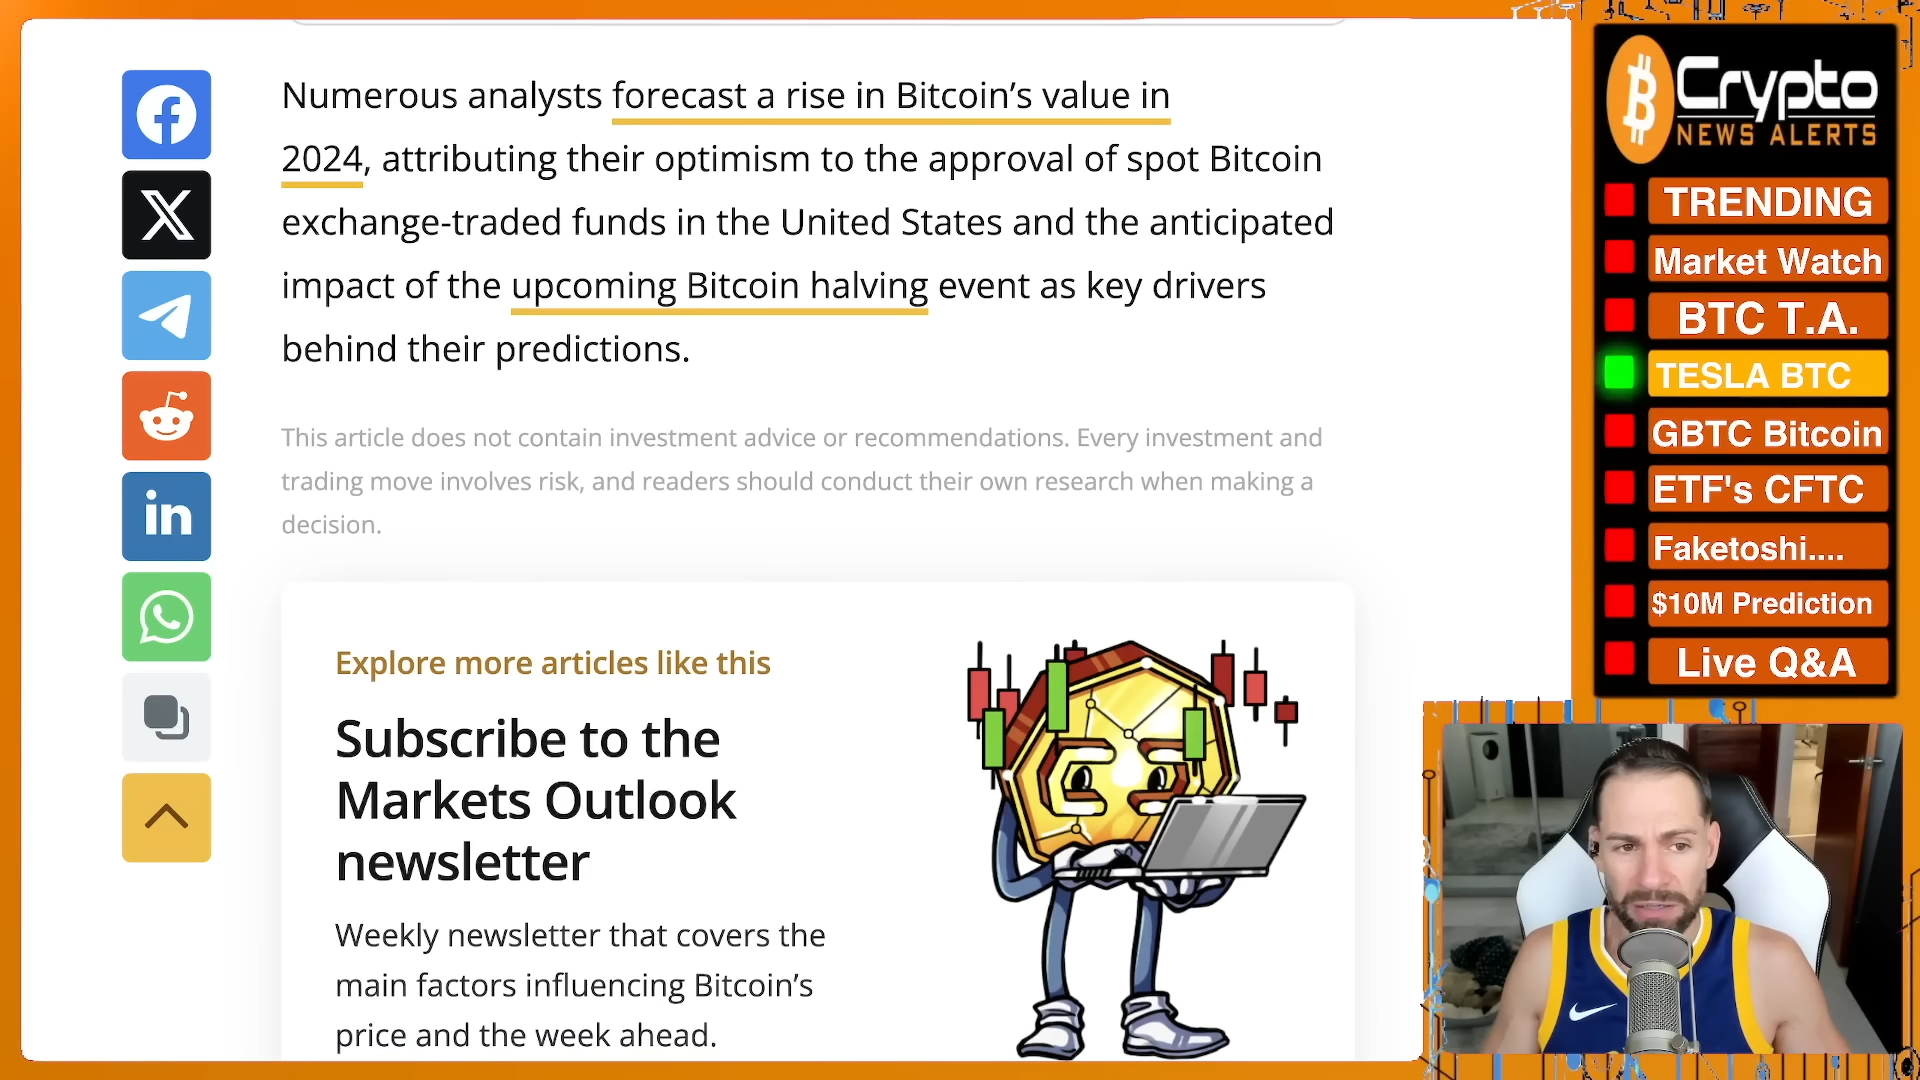 Numerous analysts forecast a rise in Bitcoin’s value in
2024, attributing their optimism to the approval of spot Bitcoin
exchange-traded funds in the United States and the anticipated
impact of the upcoming Bitcoin halving event as key drivers
behind their predictions.
This article does not contain investment advice or recommendations. Every investment and
trading move involves risk, and readers should conduct their own research when making a
decision.
Explore more articles like this
Subscribe to the
Markets Outlook
newsletter
Weekly newsletter that covers the
main factors influencing Bitcoin’s
price and the week ahead.
in
Crypto
NEWS ALERTS
TRENDING
Market Watch
BTC T.A.
TESLA BTC
GBTC Bitcoin
ETF's CFTC
Faketoshi....
$10M Prediction
Live Q&A